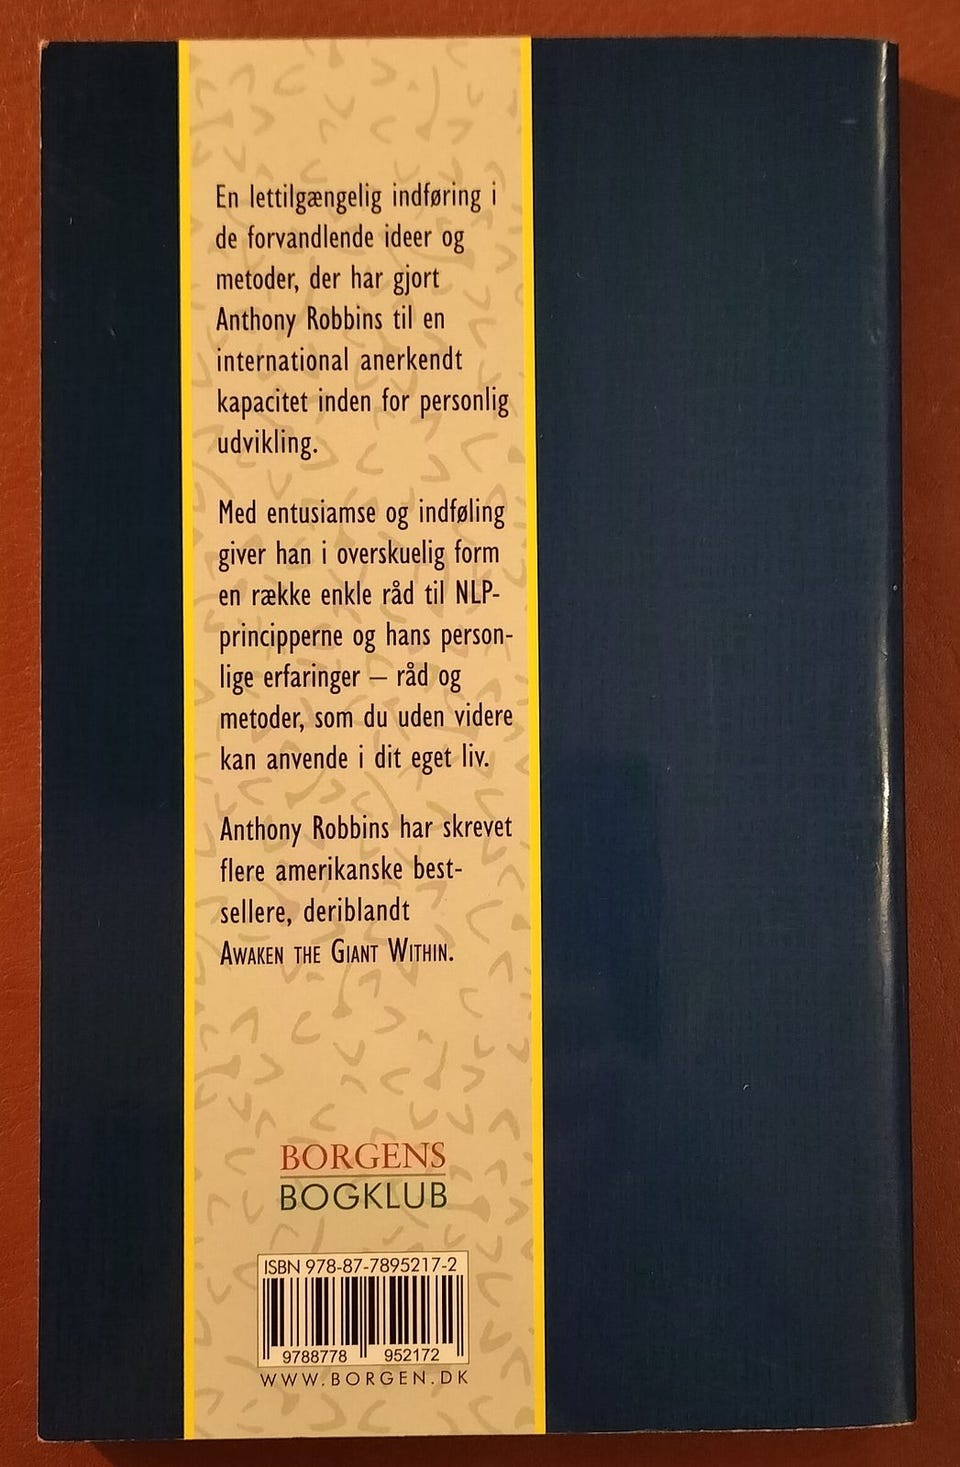 En lettilgængelig indføring i
de forvandlende ideer og
metoder, der har gjort
Anthony Robbins til en
international anerkendt
kapacitet inden for personlig
udvikling.
Med entusiamse og indføling
giver han i overskuelig form
en række enkle råd til NLP-
princippperne og hans person-
lige erfaringer – råd og
metoder, som du uden videre
kan anvende i dit eget liv.
Anthony Robbins har skrevet
flere amerikanske best-
sellere, deriblandt
AWAKEN THE GIANT WITHIN.
BORGENS
BOGKLUB
ISBN 978-87-7895217-2
9788778 952172
WWW.BORGEN.DK